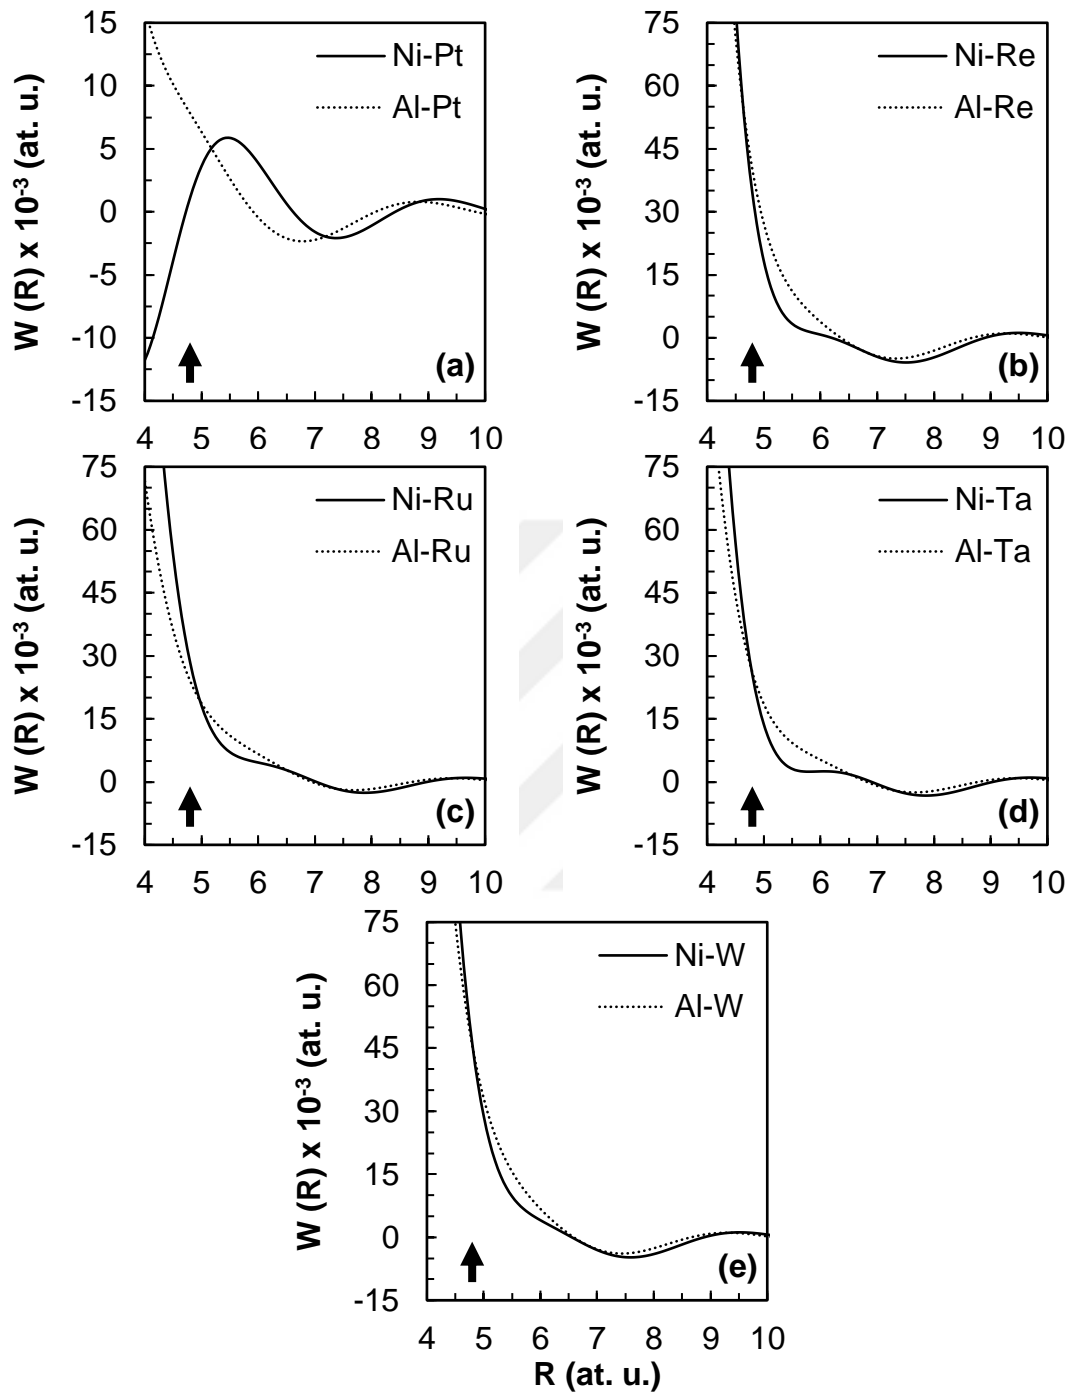 W (R) x 10⁻³ (at. u.)
15
10
5
0
-5
-10
-15
Ni-Pt
Al-Pt
(a)
4 5 6 7 8 9 10
W (R) x 10⁻³ (at. u.)
75
60
45
30
15
0
-15
Ni-Re
Al-Re
(b)
4 5 6 7 8 9 10
W (R) x 10⁻³ (at. u.)
75
60
45
30
15
0
-15
Ni-Ru
Al-Ru
(c)
4 5 6 7 8 9 10
W (R) x 10⁻³ (at. u.)
75
60
45
30
15
0
-15
Ni-Ta
Al-Ta
(d)
4 5 6 7 8 9 10
W (R) x 10⁻³ (at. u.)
75
60
45
30
15
0
-15
Ni-W
Al-W
(e)
4 5 6 7 8 9 10
R (at. u.)